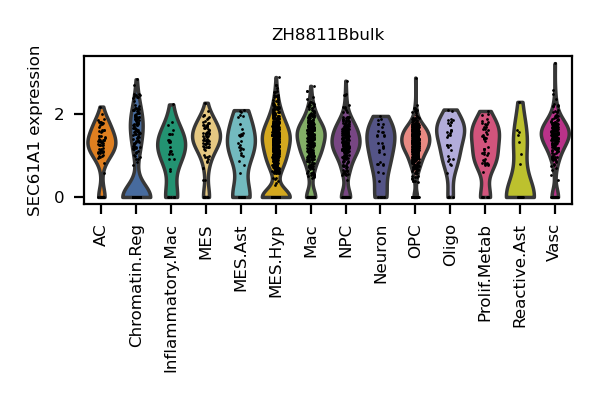 ZH8811Bbulk
SEC61A1 expression
2
0
AC
Chromatin.Reg
Inflammatory.Mac
MES
MES.Ast
MES.Hyp
Mac
NPC
Neuron
OPC
Oligo
Prolif.Metab
Reactive.Ast
Vasc